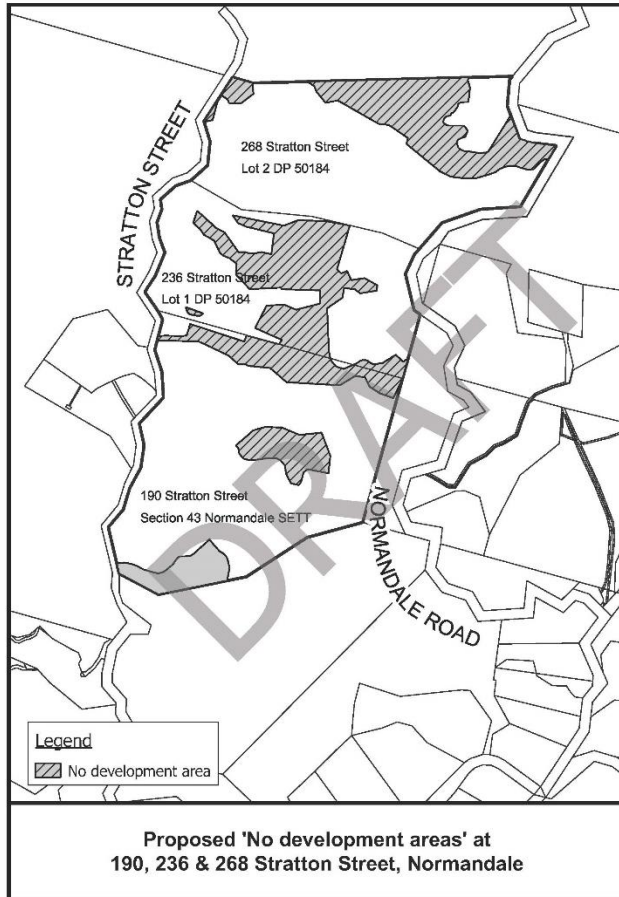 STRATTON STREET
268 Stratton Street
Lot 2 DP 50184
236 Stratton Street
Lot 1 DP 50184
DRAFT
190 Stratton Street
Section 43 Normandale SETT
NORMANDALE ROAD
Legend
No development area
Proposed 'No development areas' at
190, 236 & 268 Stratton Street, Normandale